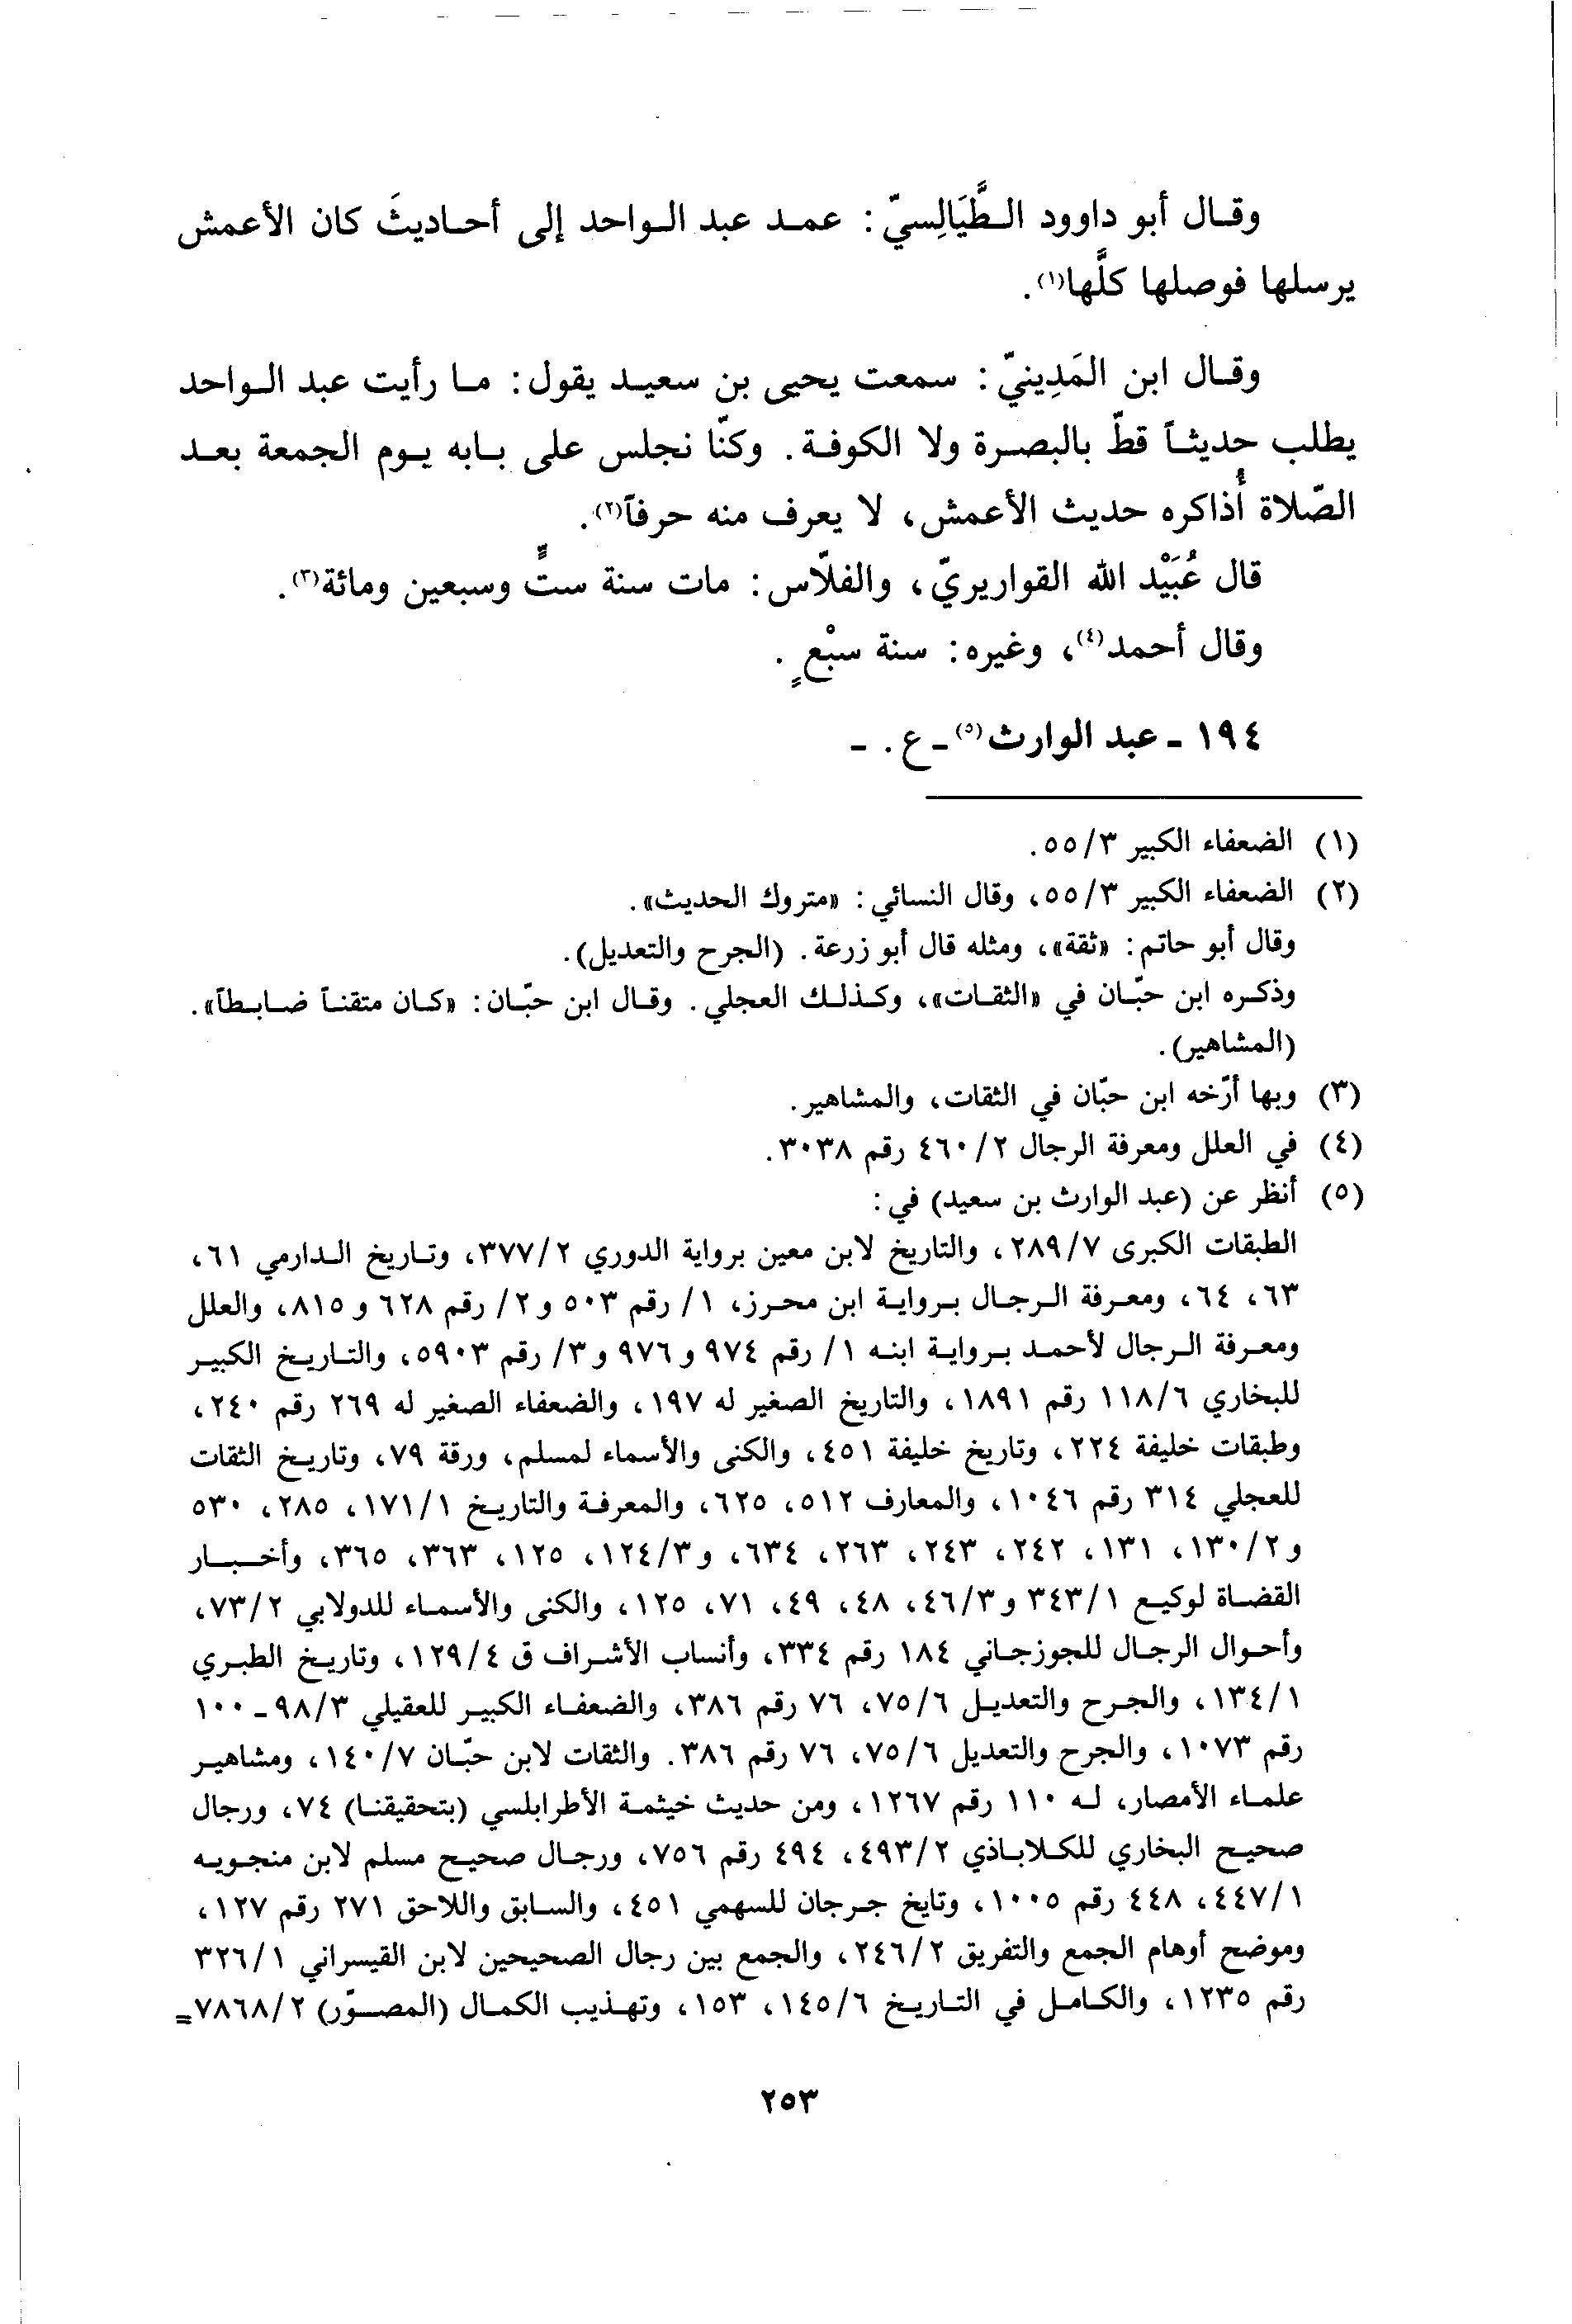 وقال أبو داوود الطَّيَالِسيّ: عمد عبد الواحد إلى أحاديثَ كان الأعمش
يرسلها فوصلها كلَّها(١).
وقال ابن المَدِينيّ: سمعت يحيى بن سعيد يقول: ما رأيت عبد الواحد
يطلب حديثاً قطّ بالبصرة ولا الكوفة. وكنّا نجلس على بابه يوم الجمعة بعد
الصّلاة أُذاكره حديث الأعمش، لا يعرف منه حرفاً(٢).
قال عُبَيْد الله القواريريّ، والفلّاس: مات سنة ستٍّ وسبعين ومائة(٣).
وقال أحمد(٤)، وغيره: سنة سبْعٍ.
١٩٤ - عبد الوارث(٥) - ع. -
(١) الضعفاء الكبير ٥٥/٣.
(٢) الضعفاء الكبير ٥٥/٣، وقال النسائي: «متروك الحديث».
وقال أبو حاتم: «ثقة»، ومثله قال أبو زرعة. (الجرح والتعديل).
وذكره ابن حبّان في «الثقات»، وكذلك العجلي. وقال ابن حبّان: «كان متقناً ضابطاً».
(المشاهير).
(٣) وبها أرّخه ابن حبّان في الثقات، والمشاهير.
(٤) في العلل ومعرفة الرجال ٤٦٠/٢ رقم ٣٠٣٨.
(٥) أنظر عن (عبد الوارث بن سعيد) في:
الطبقات الكبرى ٢٨٩/٧، والتاريخ لابن معين برواية الدوري ٣٧٧/٢، وتاريخ الدارمي ٦١،
٦٣، ٦٤، ومعرفة الرجال برواية ابن محرز، ١/ رقم ٥٠٣ و٢/ رقم ٦٢٨ و٨١٥، والعلل
ومعرفة الرجال لأحمد برواية ابنه ١/ رقم ٩٧٤ و٩٧٦ و٣/ رقم ٥٩٠٣، والتاريخ الكبير
للبخاري ١١٨/٦ رقم ١٨٩١، والتاريخ الصغير له ١٩٧، والضعفاء الصغير له ٢٦٩ رقم ٢٤٠،
وطبقات خليفة ٢٢٤، وتاريخ خليفة ٤٥١، والكنى والأسماء لمسلم، ورقة ٧٩، وتاريخ الثقات
للعجلي ٣١٤ رقم ١٠٤٦، والمعارف ٥١٢، ٦٢٥، والمعرفة والتاريخ ١٧١/١، ٢٨٥، ٥٣٠
و١٣٠/٢، ١٣١، ٢٤٢، ٢٤٣، ٢٦٣، ٦٣٤، و١٢٤/٣، ١٢٥، ٣٦٣، ٣٦٥، وأخبار
القضاة لوكيع ٣٤٣/١ و٤٦/٣، ٤٨، ٤٩، ٧١، ١٢٥، والكنى والأسماء للدولابي ٧٣/٢،
وأحوال الرجال للجوزجاني ١٨٤ رقم ٣٣٤، وأنساب الأشراف ق ١٢٩/٤، وتاريخ الطبري
١٣٤/١، والجرح والتعديل ٧٥/٦، ٧٦ رقم ٣٨٦، والضعفاء الكبير للعقيلي ٩٨/٣ - ١٠٠
رقم ١٠٧٣، والجرح والتعديل ٧٥/٦، ٧٦ رقم ٣٨٦. والثقات لابن حبّان ١٤٠/٧، ومشاهير
علماء الأمصار، له ١١٠ رقم ١٢٦٧، ومن حديث خيثمة الأطرابلسي (بتحقيقنا) ٧٤، ورجال
صحيح البخاري للكلاباذي ٤٩٣/٢، ٤٩٤ رقم ٧٥٦، ورجال صحيح مسلم لابن منجويه
٤٤٧/١، ٤٤٨ رقم ١٠٠٥، وتايخ جرجان للسهمي ٤٥١، والسابق واللاحق ٢٧١ رقم ١٢٧،
وموضح أوهام الجمع والتفريق ٢٤٦/٢، والجمع بين رجال الصحيحين لابن القيسراني ٣٢٦/١
رقم ١٢٣٥، والكامل في التاريخ ١٤٥/٦، ١٥٣، وتهذيب الكمال (المصوّر) ٧٨٦٨/٢=
٢٥٣